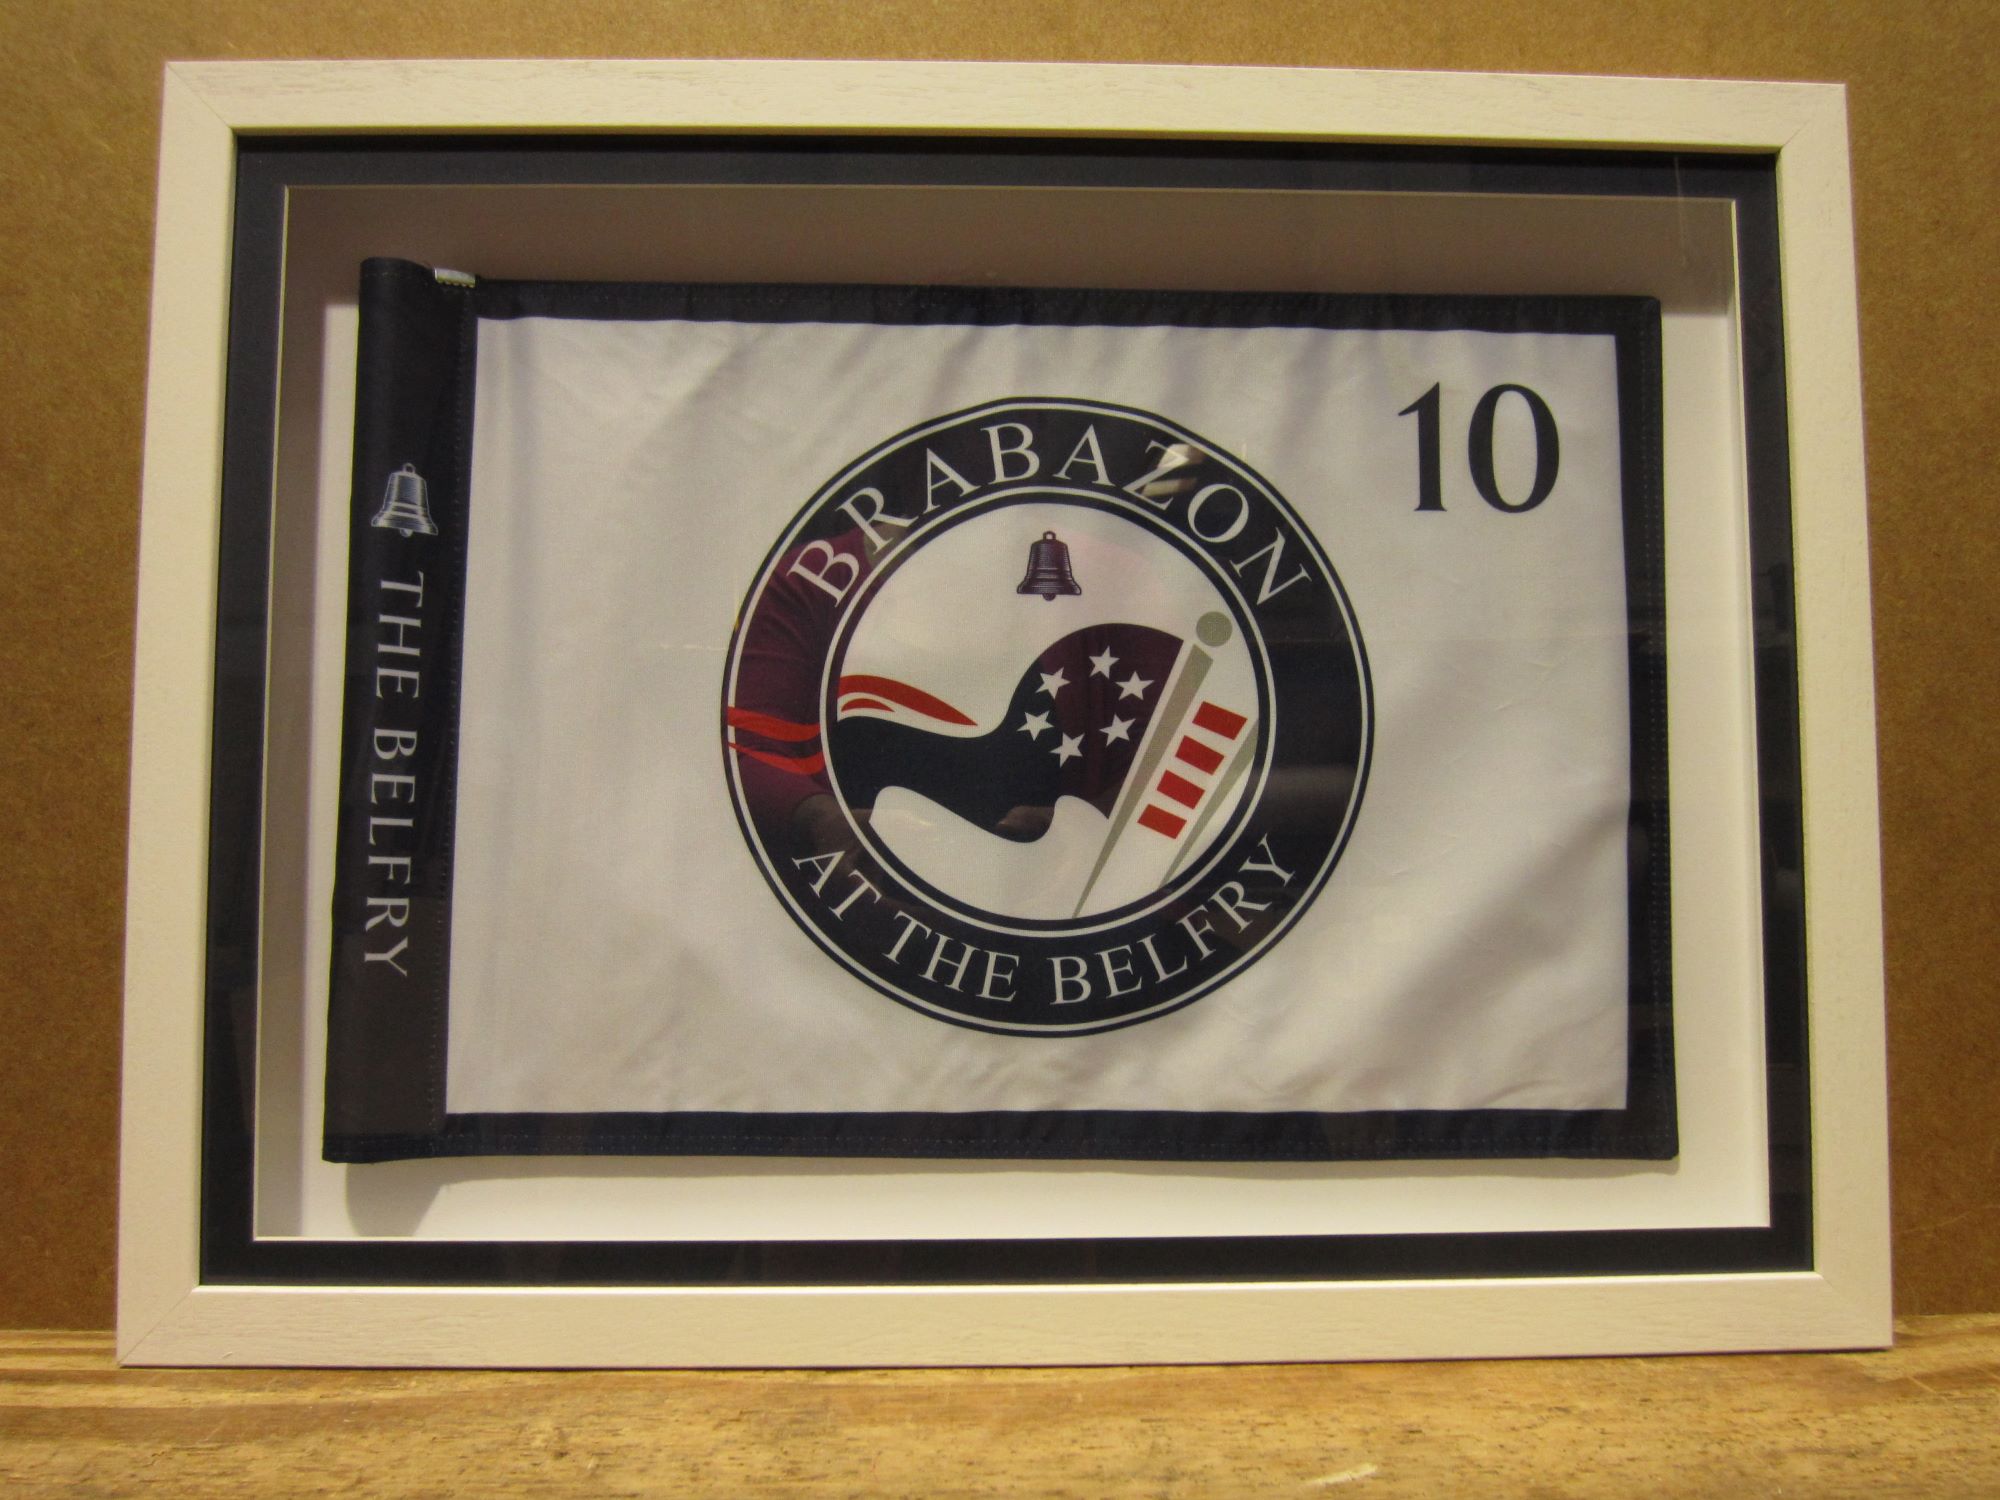 THE BELFRY
BRABAZON
AT THE BELFRY
10